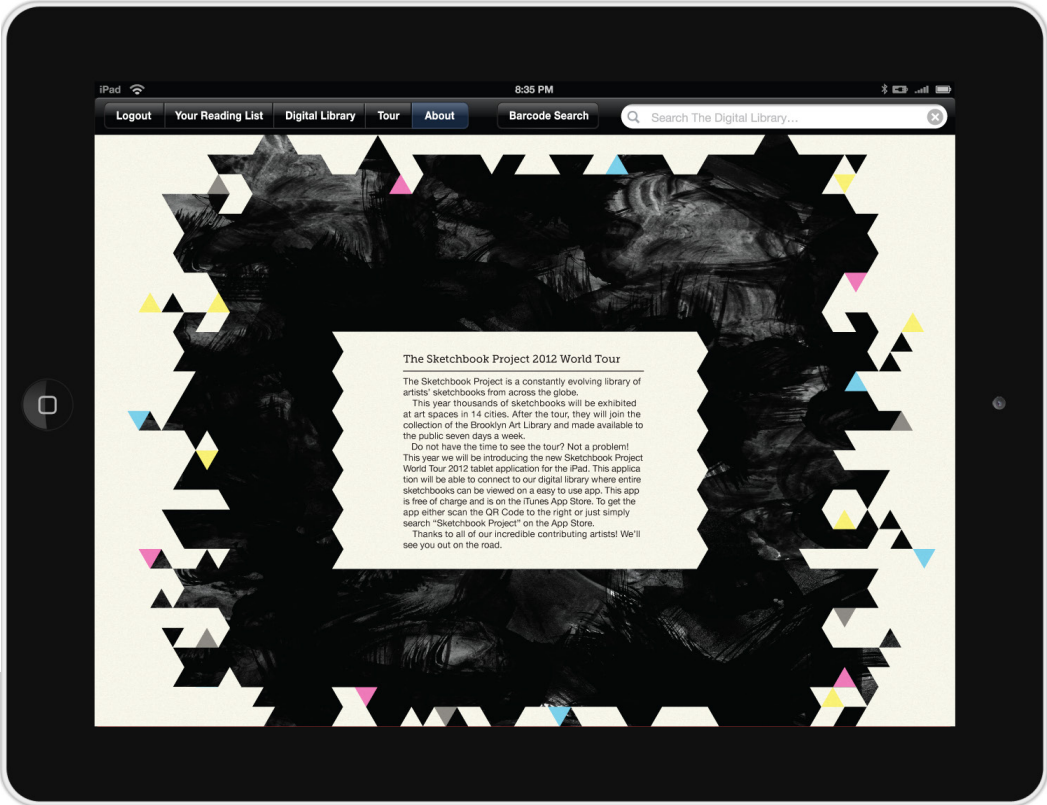 iPad 8:35 PM
Logout Your Reading List Digital Library Tour About Barcode Search Search The Digital Library...
The Sketchbook Project 2012 World Tour
The Sketchbook Project is a constantly evolving library of
artists’ sketchbooks from across the globe.
This year thousands of sketchbooks will be exhibited
at art spaces in 14 cities. After the tour, they will join the
collection of the Brooklyn Art Library and made available to
the public seven days a week.
Do not have the time to see the tour? Not a problem!
This year we will be introducing the new Sketchbook Project
World Tour 2012 tablet application for the iPad. This applica
tion will be able to connect to our digital library where entire
sketchbooks can be viewed on a easy to use app. This app
is free of charge and is on the iTunes App Store. To get the
app either scan the QR Code to the right or just simply
search “Sketchbook Project” on the App Store.
Thanks to all of our incredible contributing artists! We’ll
see you out on the road.